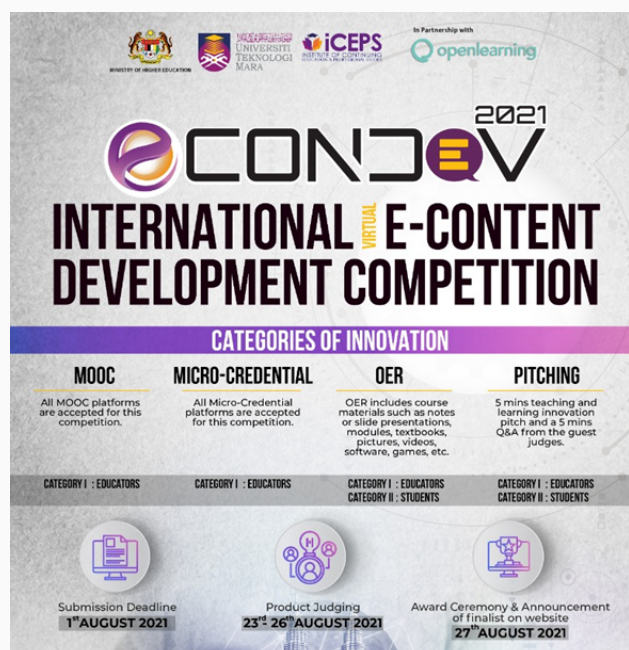 In Partnership with
MINISTRY OF HIGHER EDUCATION
UNIVERSITI
TEKNOLOGI
MARA
iCEPS
INSTITUTE OF CONTINUING
EDUCATION & PROFESSIONAL STUDIES
openlearning
2021
eCONDEV
INTERNATIONAL VIRTUAL E-CONTENT
DEVELOPMENT COMPETITION
CATEGORIES OF INNOVATION
MOOC
All MOOC platforms
are accepted for this
competition.
CATEGORY I : EDUCATORS
MICRO-CREDENTIAL
All Micro-Credential
platforms are accepted
for this competition.
CATEGORY I : EDUCATORS
OER
OER includes course
materials such as notes
or slide presentations,
modules, textbooks,
pictures, videos,
software, games, etc.
CATEGORY I : EDUCATORS
CATEGORY II : STUDENTS
PITCHING
5 mins teaching and
learning innovation
pitch and a 5 mins
Q&A from the guest
judges.
CATEGORY I : EDUCATORS
CATEGORY II : STUDENTS
Submission Deadline
1st AUGUST 2021
Product Judging
23rd- 26th AUGUST 2021
Award Ceremony & Announcement
of finalist on website
27th AUGUST 2021